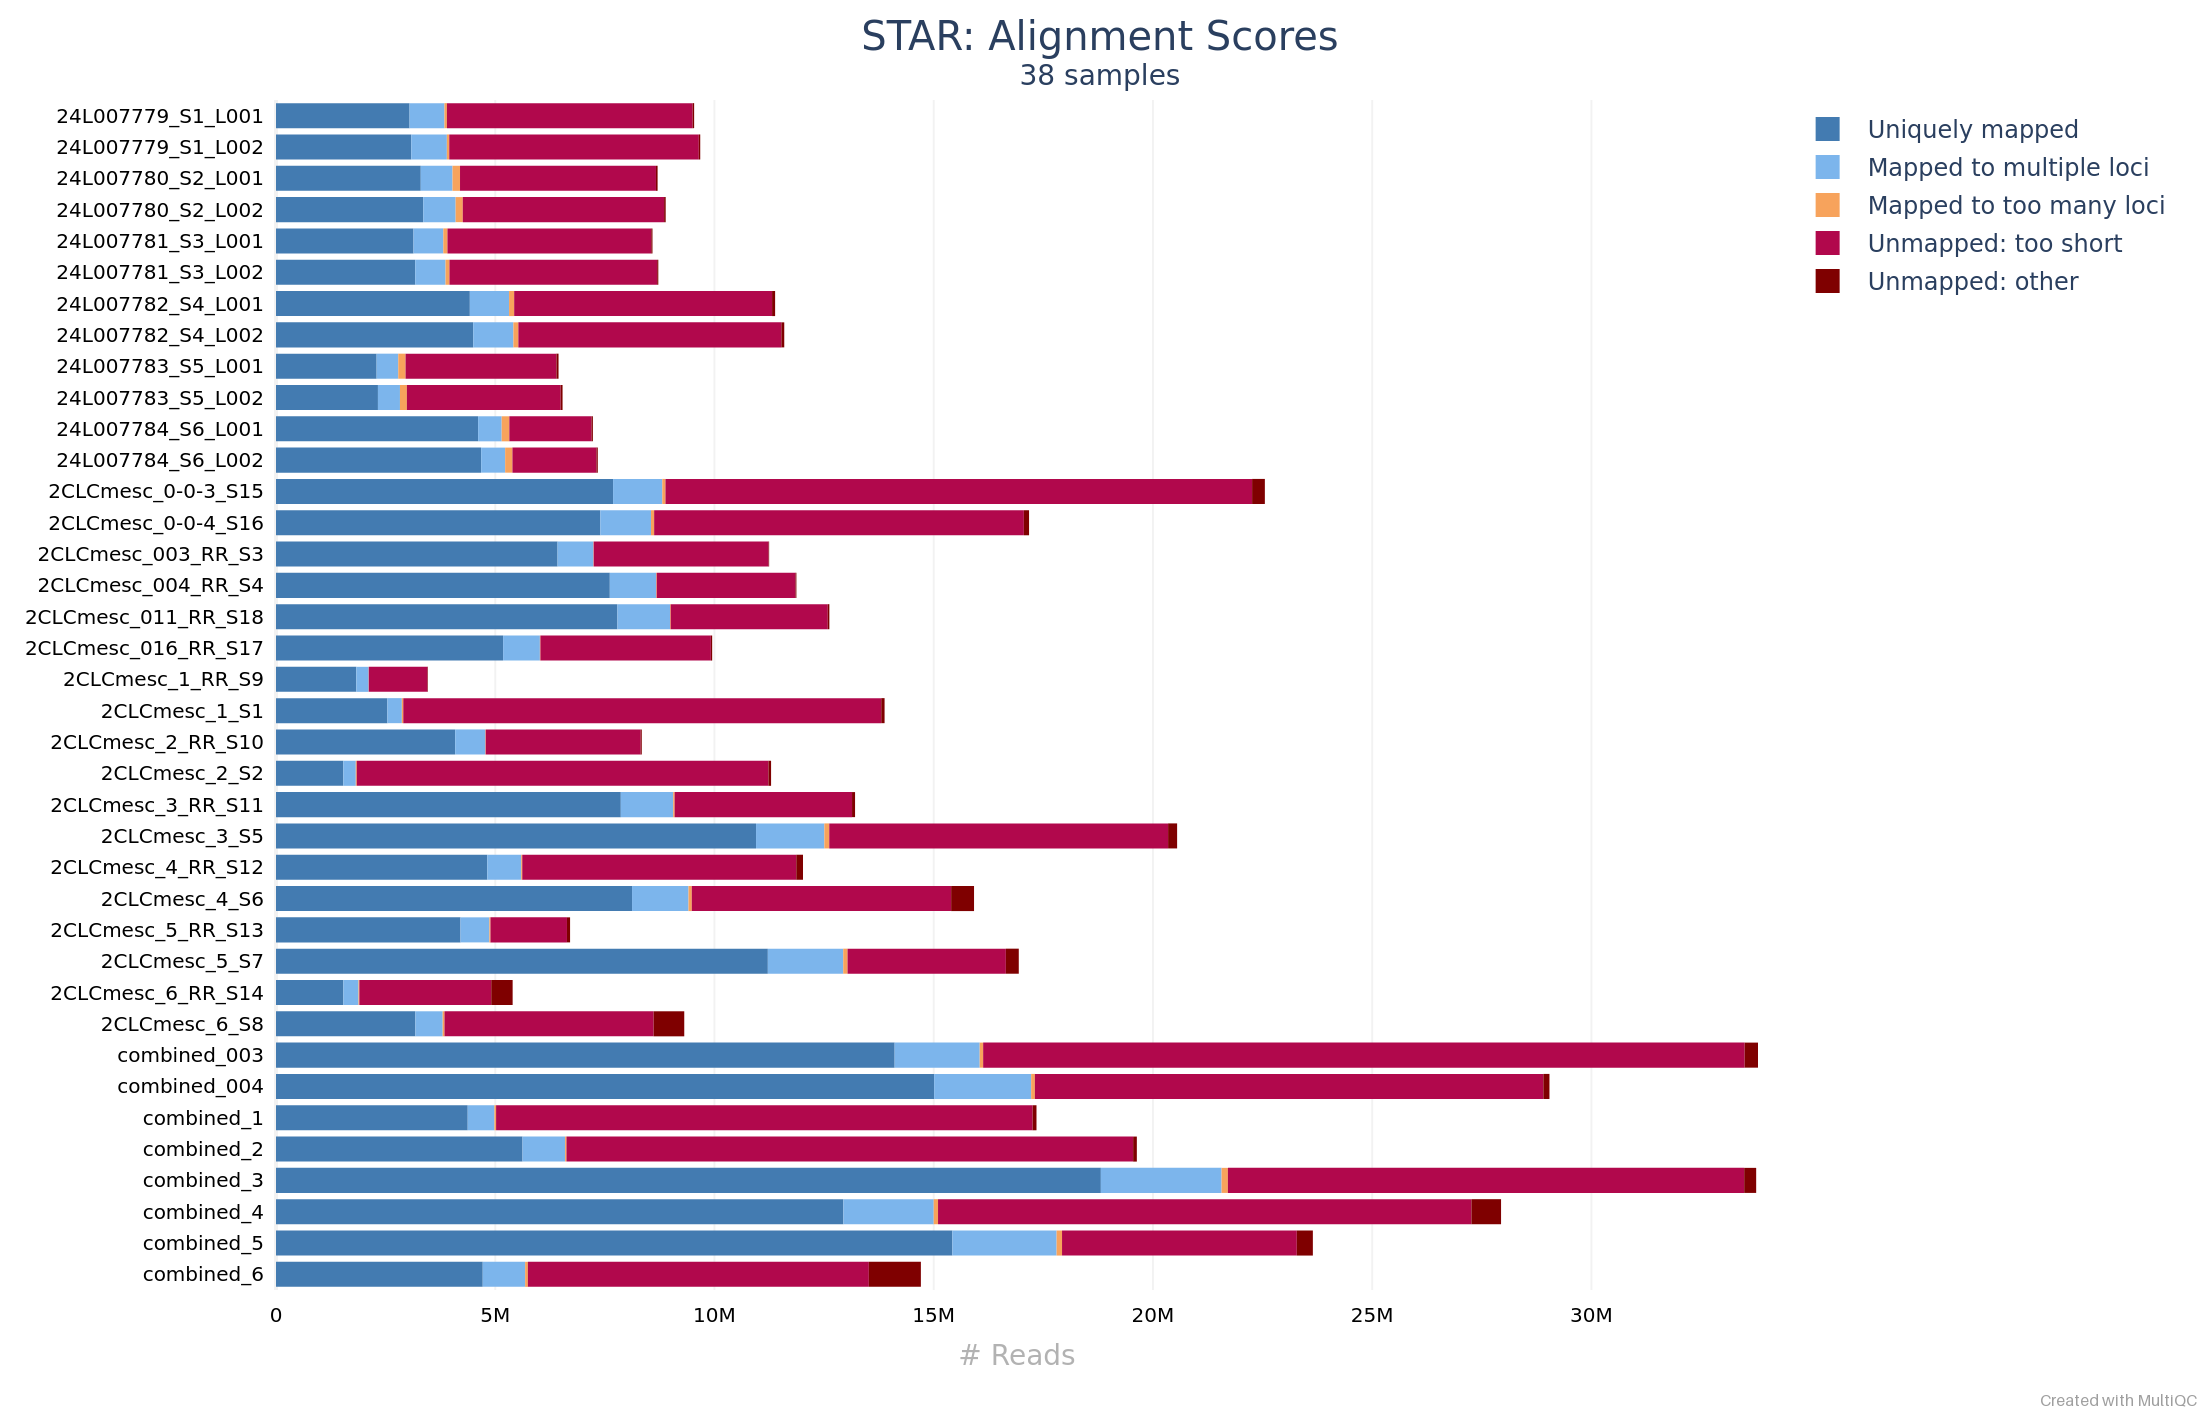 STAR: Alignment Scores
38 samples
24L007779_S1_L001
24L007779_S1_L002
24L007780_S2_L001
24L007780_S2_L002
24L007781_S3_L001
24L007781_S3_L002
24L007782_S4_L001
24L007782_S4_L002
24L007783_S5_L001
24L007783_S5_L002
24L007784_S6_L001
24L007784_S6_L002
2CLCmesc_0-0-3_S15
2CLCmesc_0-0-4_S16
2CLCmesc_003_RR_S3
2CLCmesc_004_RR_S4
2CLCmesc_011_RR_S18
2CLCmesc_016_RR_S17
2CLCmesc_1_RR_S9
2CLCmesc_1_S1
2CLCmesc_2_RR_S10
2CLCmesc_2_S2
2CLCmesc_3_RR_S11
2CLCmesc_3_S5
2CLCmesc_4_RR_S12
2CLCmesc_4_S6
2CLCmesc_5_RR_S13
2CLCmesc_5_S7
2CLCmesc_6_RR_S14
2CLCmesc_6_S8
combined_003
combined_004
combined_1
combined_2
combined_3
combined_4
combined_5
combined_6
0 5M 10M 15M 20M 25M 30M
# Reads
Uniquely mapped
Mapped to multiple loci
Mapped to too many loci
Unmapped: too short
Unmapped: other
Created with MultiQC